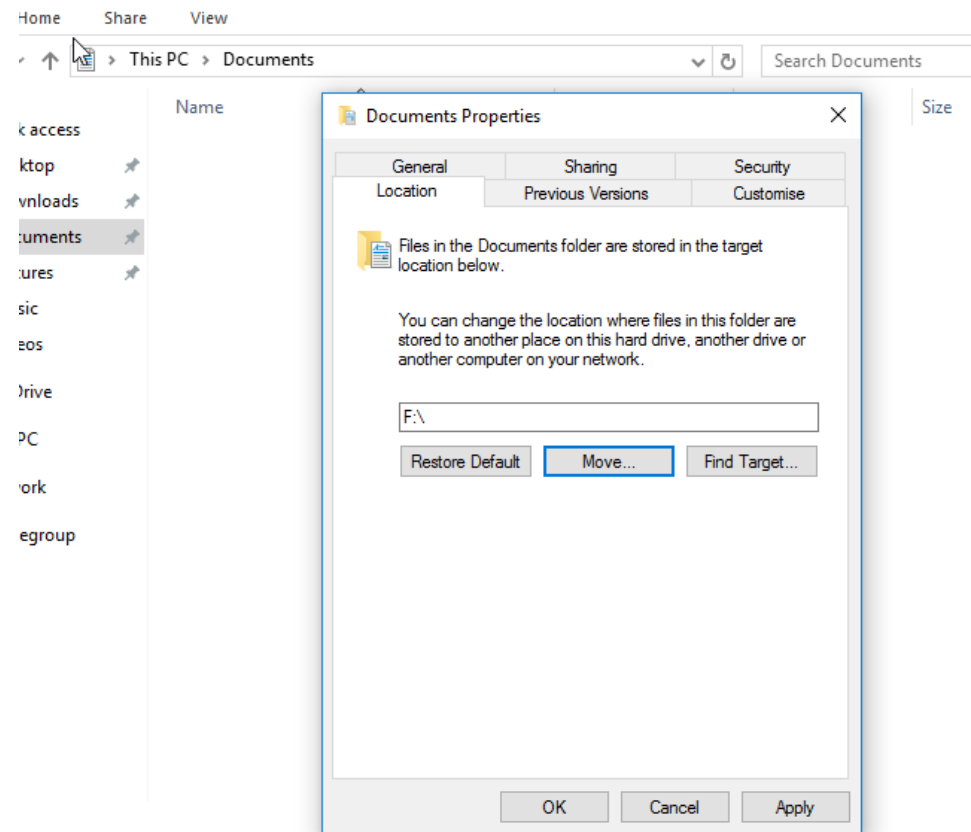 Home Share View
This PC > Documents
Search Documents
Name
Size
k access
ktop
wnloads
cuments
tures
sic
eos
Drive
PC
ork
egroup
Documents Properties
General Sharing Security
Location Previous Versions Customise
Files in the Documents folder are stored in the target
location below.
You can change the location where files in this folder are
stored to another place on this hard drive, another drive or
another computer on your network.
F:\
Restore Default Move... Find Target...
OK Cancel Apply